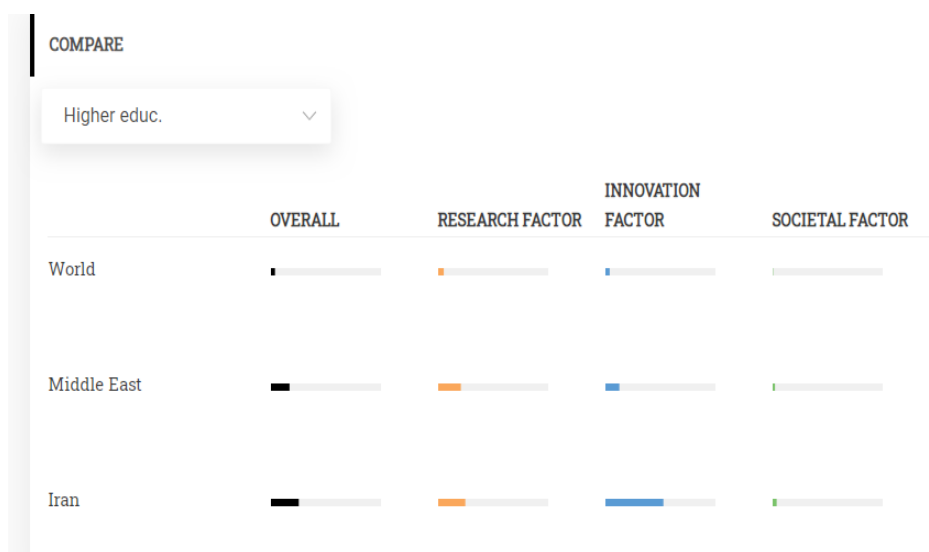 COMPARE
Higher educ.
INNOVATION
OVERALL RESEARCH FACTOR FACTOR SOCIETAL FACTOR
World
Middle East
Iran